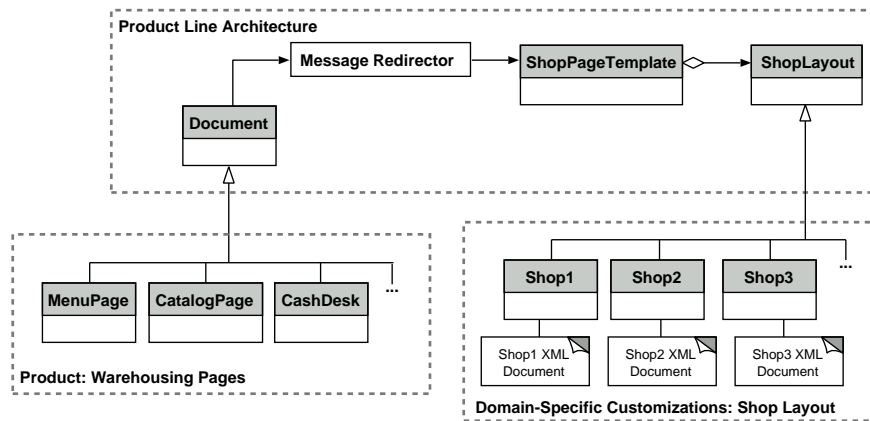 Product Line Architecture
Message Redirector
ShopPageTemplate
ShopLayout
Document
MenuPage
CatalogPage
CashDesk
...
Product: Warehousing Pages
Shop1
Shop2
Shop3
...
Shop1 XML
Document
Shop2 XML
Document
Shop3 XML
Document
Domain-Specific Customizations: Shop Layout